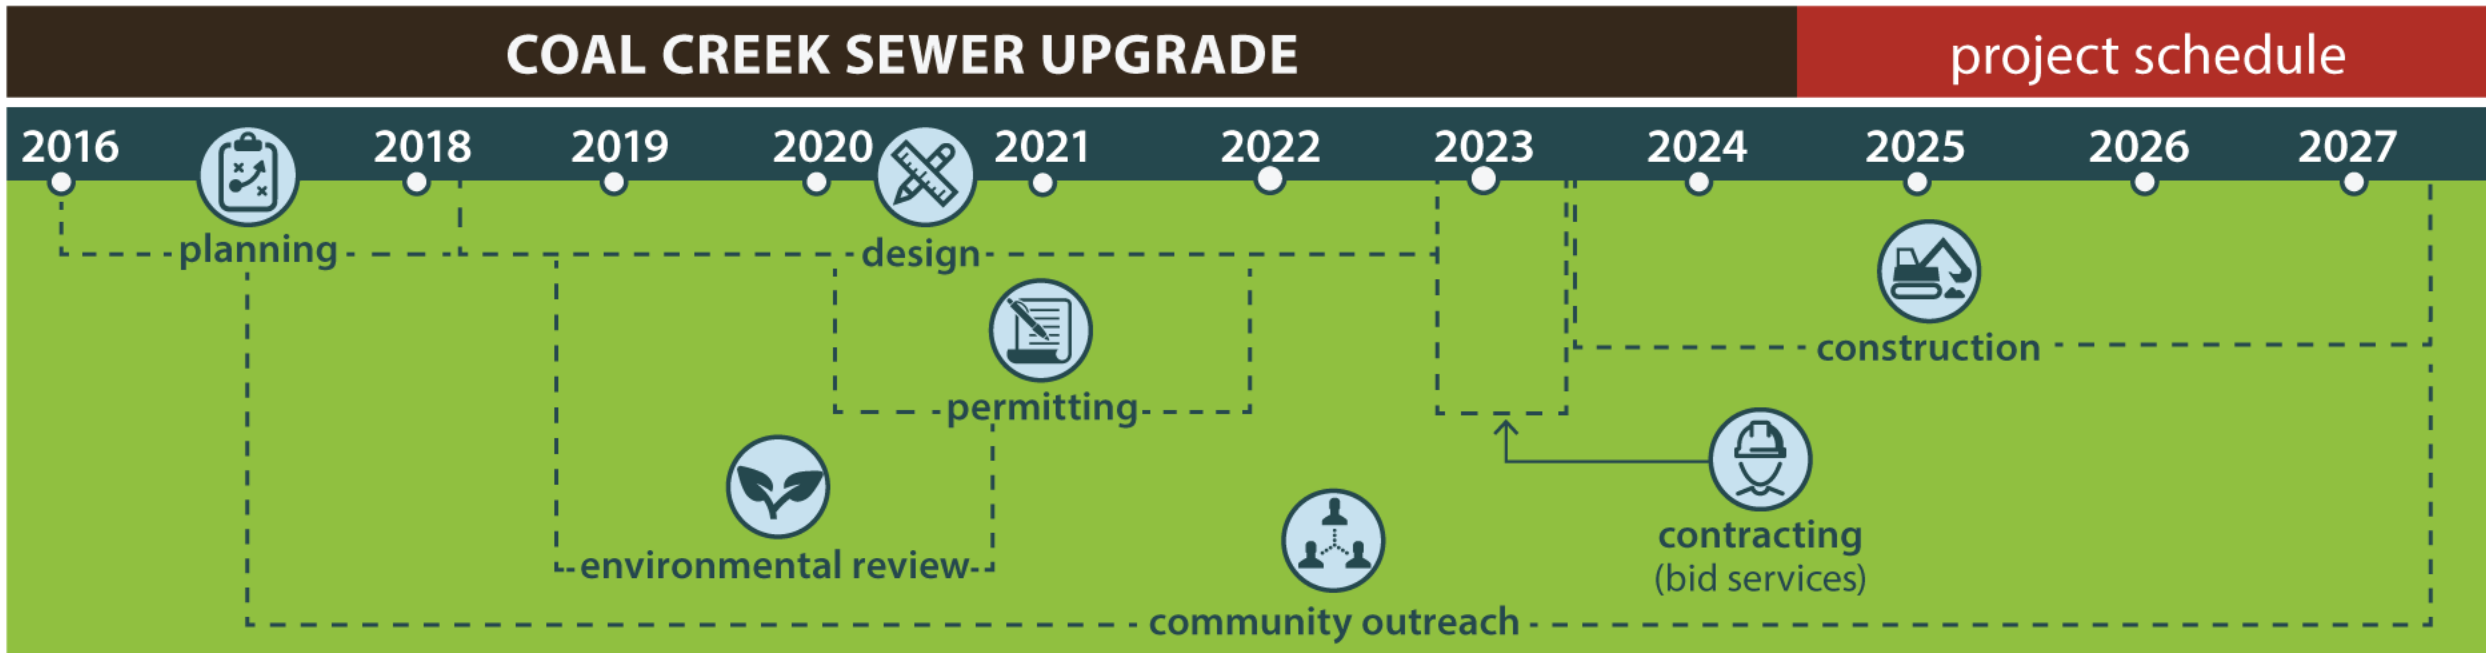 COAL CREEK SEWER UPGRADE
project schedule
2016 2018 2019 2020 2021 2022 2023 2024 2025 2026 2027
planning
design
construction
permitting
contracting
(bid services)
environmental review
community outreach